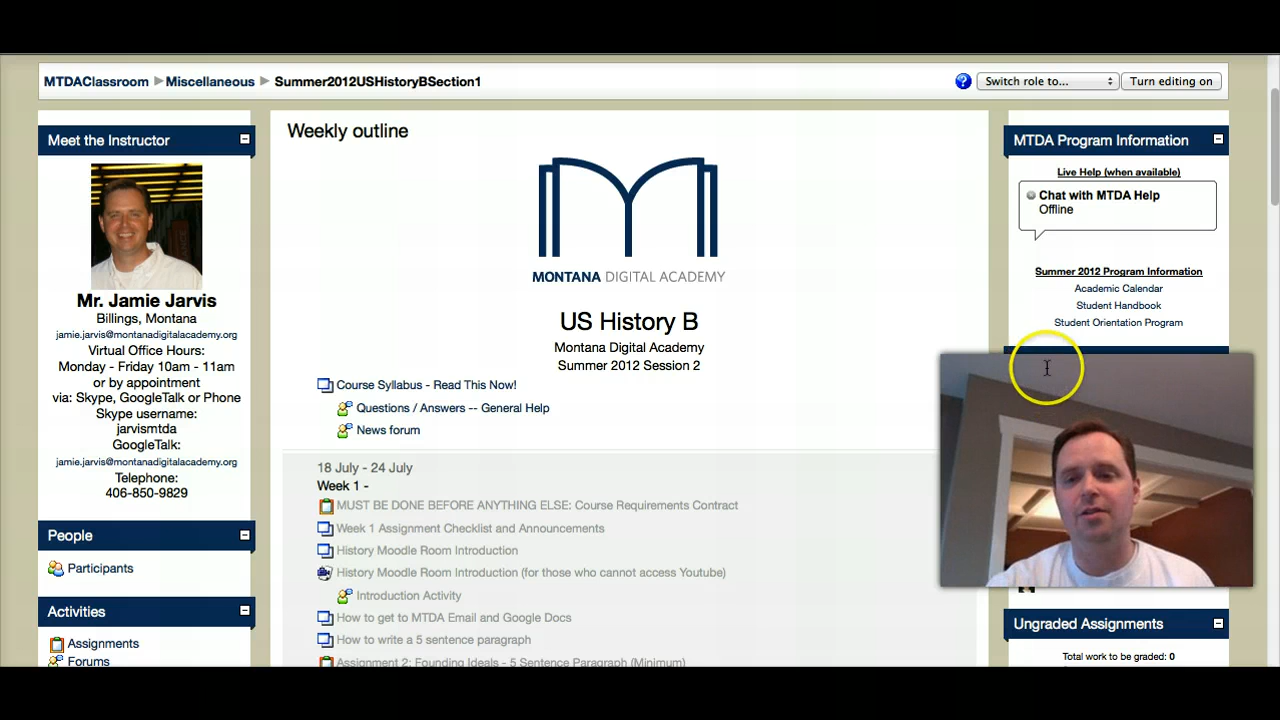 MTDAClassroom ▶ Miscellaneous ▶ Summer2012USHistoryBSection1
Switch role to...
Turn editing on
Meet the Instructor
Mr. Jamie Jarvis
Billings, Montana
jamie.jarvis@montanadigitalacademy.org
Virtual Office Hours:
Monday - Friday 10am - 11am
or by appointment
via: Skype, GoogleTalk or Phone
Skype username:
jarvismtda
GoogleTalk:
jamie.jarvis@montanadigitalacademy.org
Telephone:
406-850-9829
People
Participants
Activities
Assignments
Forums
Weekly outline
MONTANA DIGITAL ACADEMY
US History B
Montana Digital Academy
Summer 2012 Session 2
Course Syllabus - Read This Now!
Questions / Answers -- General Help
News forum
18 July - 24 July
Week 1 -
MUST BE DONE BEFORE ANYTHING ELSE: Course Requirements Contract
Week 1 Assignment Checklist and Announcements
History Moodle Room Introduction
History Moodle Room Introduction (for those who cannot access Youtube)
Introduction Activity
How to get to MTDA Email and Google Docs
How to write a 5 sentence paragraph
Assignment 2: Founding Ideals - 5 Sentence Paragraph (Minimum)
MTDA Program Information
Live Help (when available)
Chat with MTDA Help
Offline
Summer 2012 Program Information
Academic Calendar
Student Handbook
Student Orientation Program
Ungraded Assignments
Total work to be graded: 0